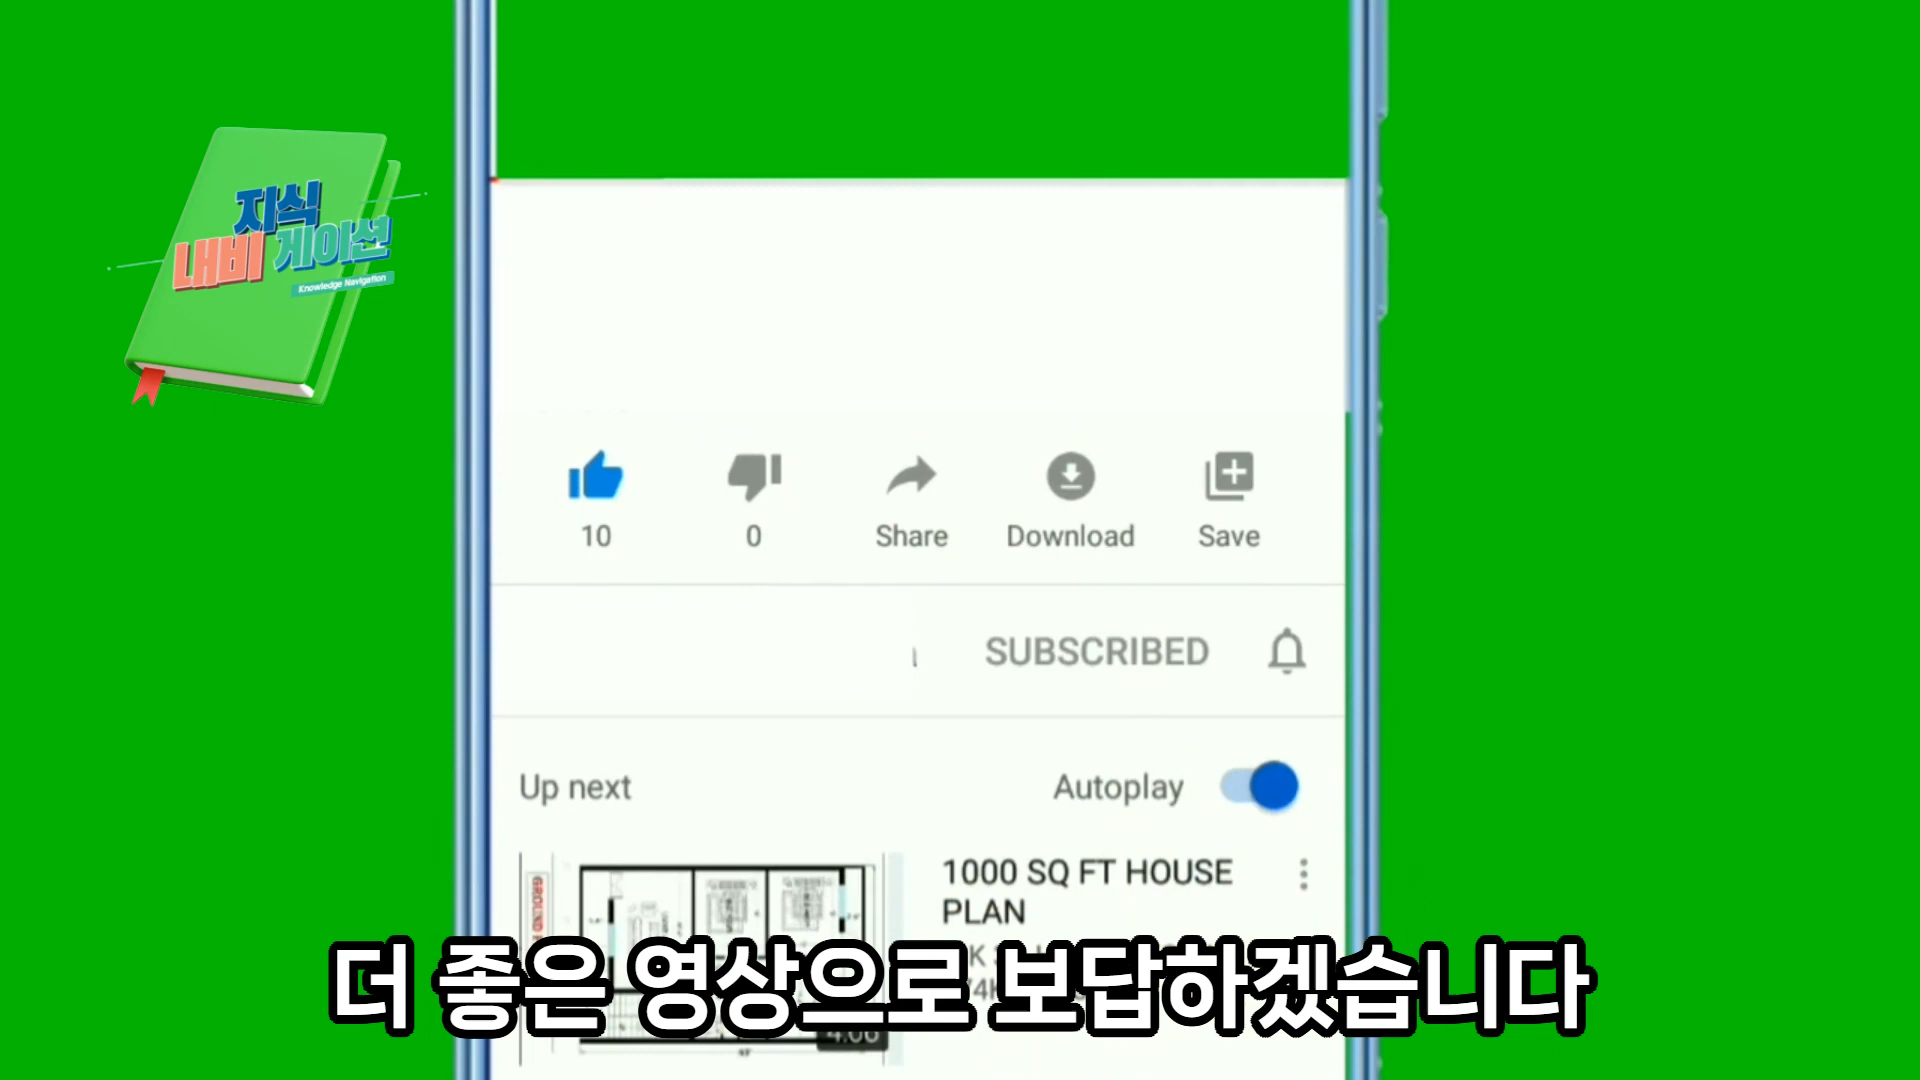 지식
내비게이션
Knowledge Navigation
10
0
Share
Download
Save
SUBSCRIBED
Up next
Autoplay
1000 SQ FT HOUSE
PLAN
더 좋은 영상으로 보답하겠습니다